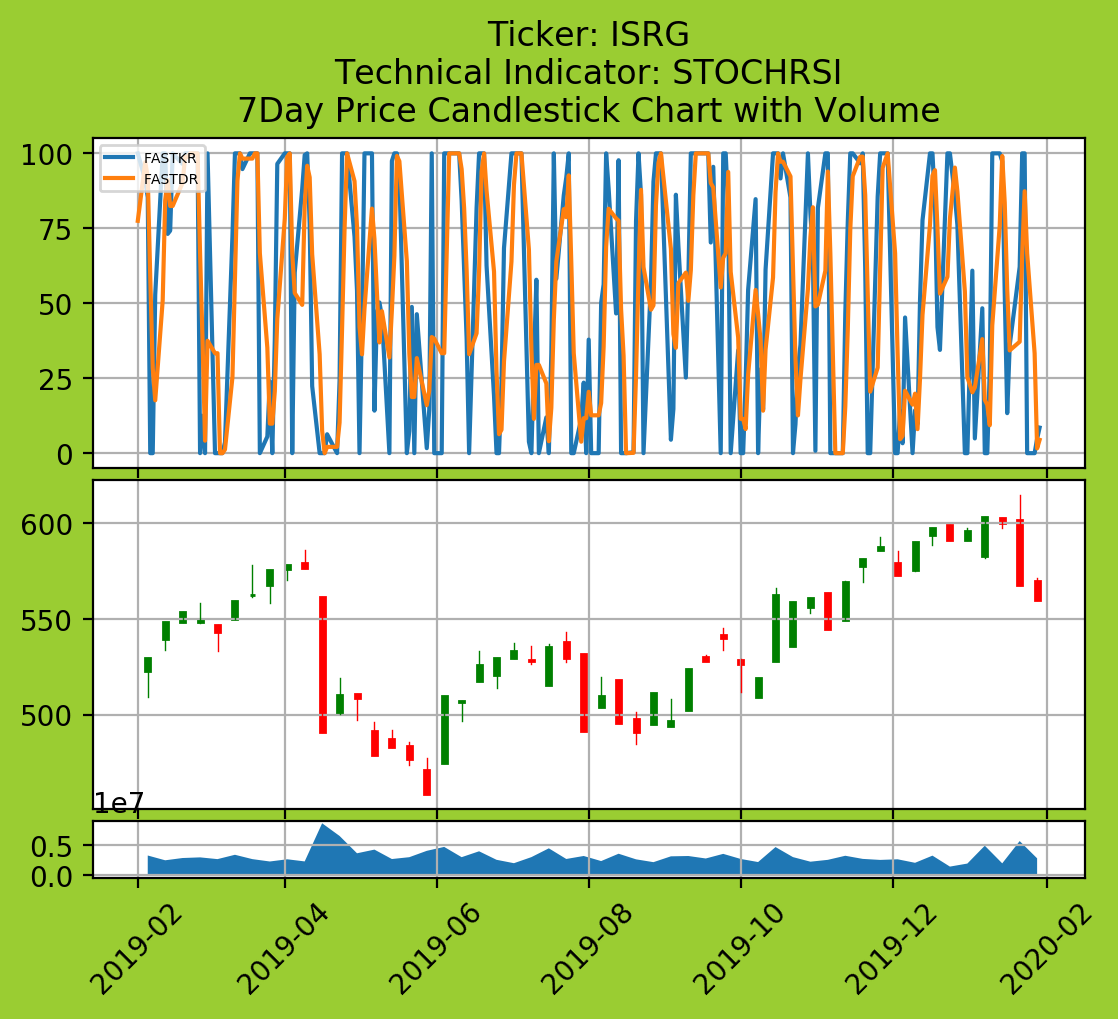 Ticker: ISRG
Technical Indicator: STOCHRSI
7Day Price Candlestick Chart with Volume
100
75
50
25
0
FASTKR
FASTDR
600
550
500
1e7
0.5
0.0
2019-02
2019-04
2019-06
2019-08
2019-10
2019-12
2020-02